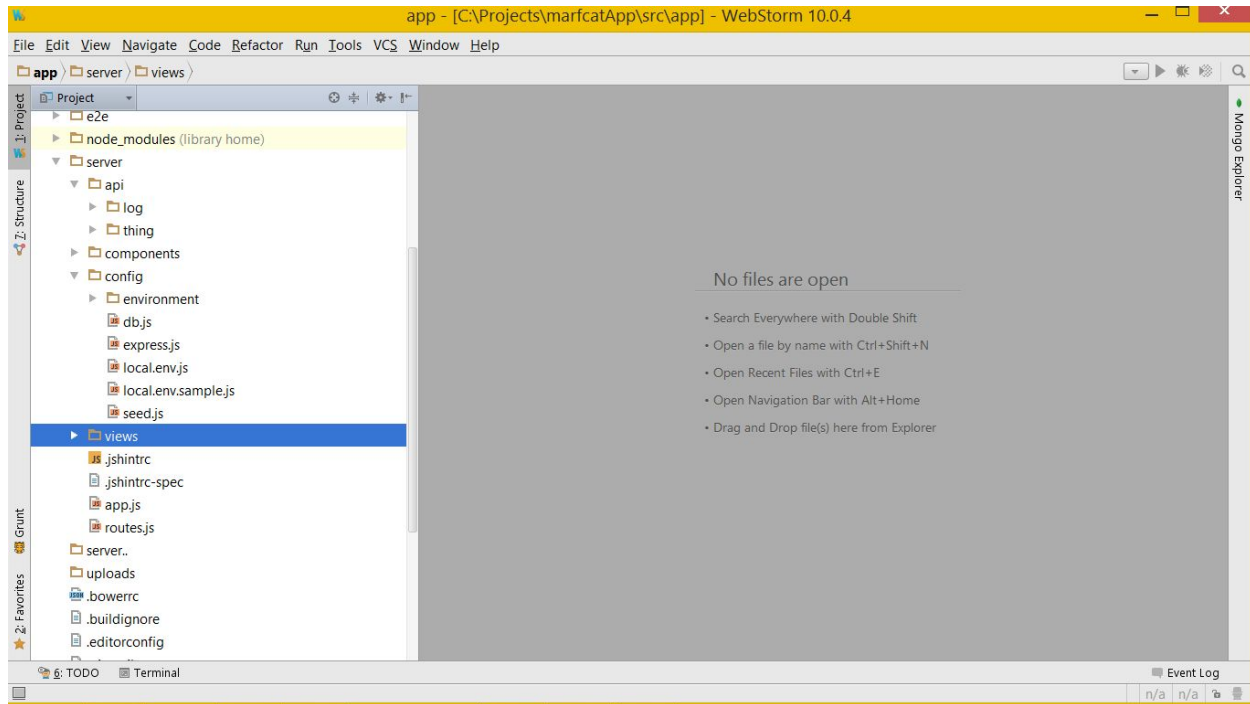 app - [C:\Projects\marfcatApp\src\app] - WebStorm 10.0.4
File Edit View Navigate Code Refactor Run Tools VCS Window Help
app server views
1: Project
7: Structure
Grunt
2: Favorites
Project
e2e
node_modules (library home)
server
api
log
thing
components
config
environment
db.js
express.js
local.env.js
local.env.sample.js
seed.js
views
.jshintrc
.jshintrc-spec
app.js
routes.js
server..
uploads
.bowerrc
.buildignore
.editorconfig
No files are open
• Search Everywhere with Double Shift
• Open a file by name with Ctrl+Shift+N
• Open Recent Files with Ctrl+E
• Open Navigation Bar with Alt+Home
• Drag and Drop file(s) here from Explorer
Mongo Explorer
6: TODO Terminal Event Log
n/a n/a